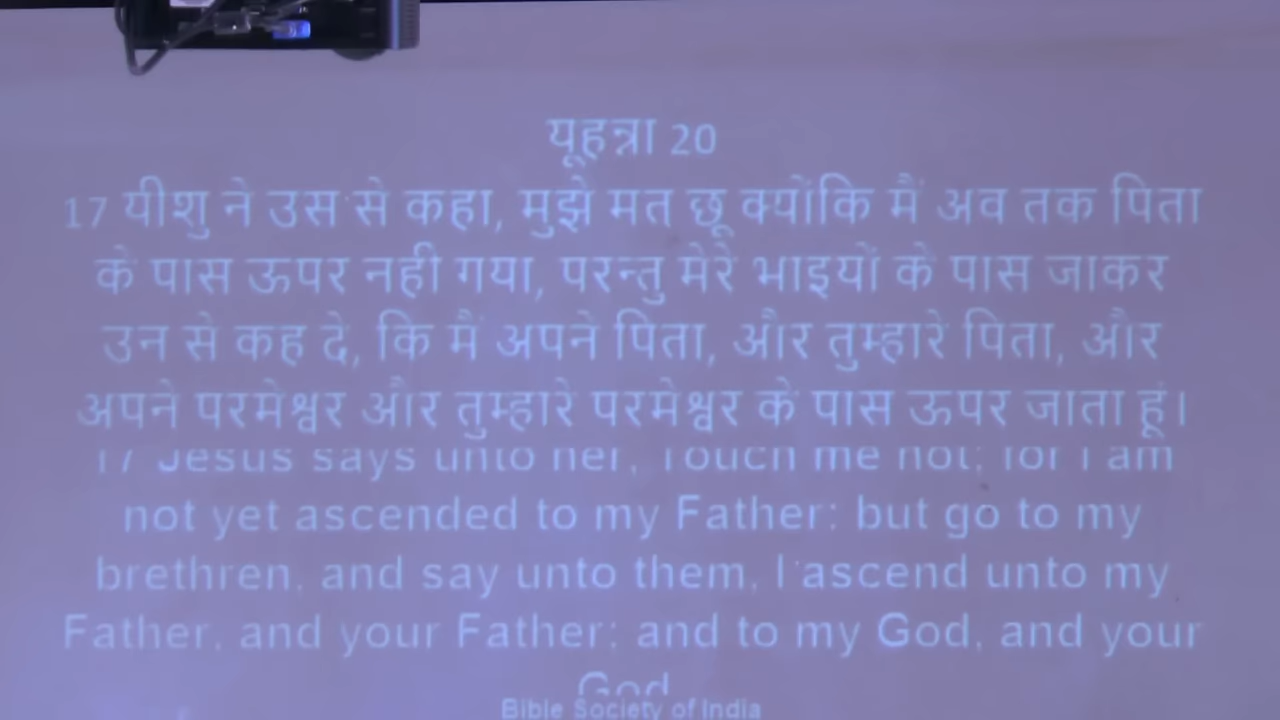 यूहन्ना 20
17 यीशु ने उस से कहा, मुझे मत छू क्योंकि मैं अव तक पिता
के पास ऊपर नही गया, परन्तु मेरे भाइयों के पास जाकर
उन से कह दे, कि मैं अपने पिता, और तुम्हारे पिता, और
अपने परमेश्वर और तुम्हारे परमेश्वर के पास ऊपर जाता हूं।
17 Jesus says unto her, Touch me not; for I am
not yet ascended to my Father: but go to my
brethren, and say unto them, I ascend unto my
Father, and your Father; and to my God, and your
God
Bible Society of India